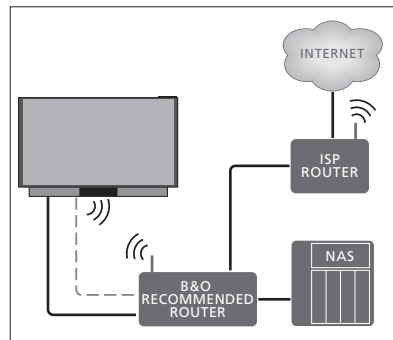 INTERNET
ISP
ROUTER
NAS
B&O
RECOMMENDED
ROUTER